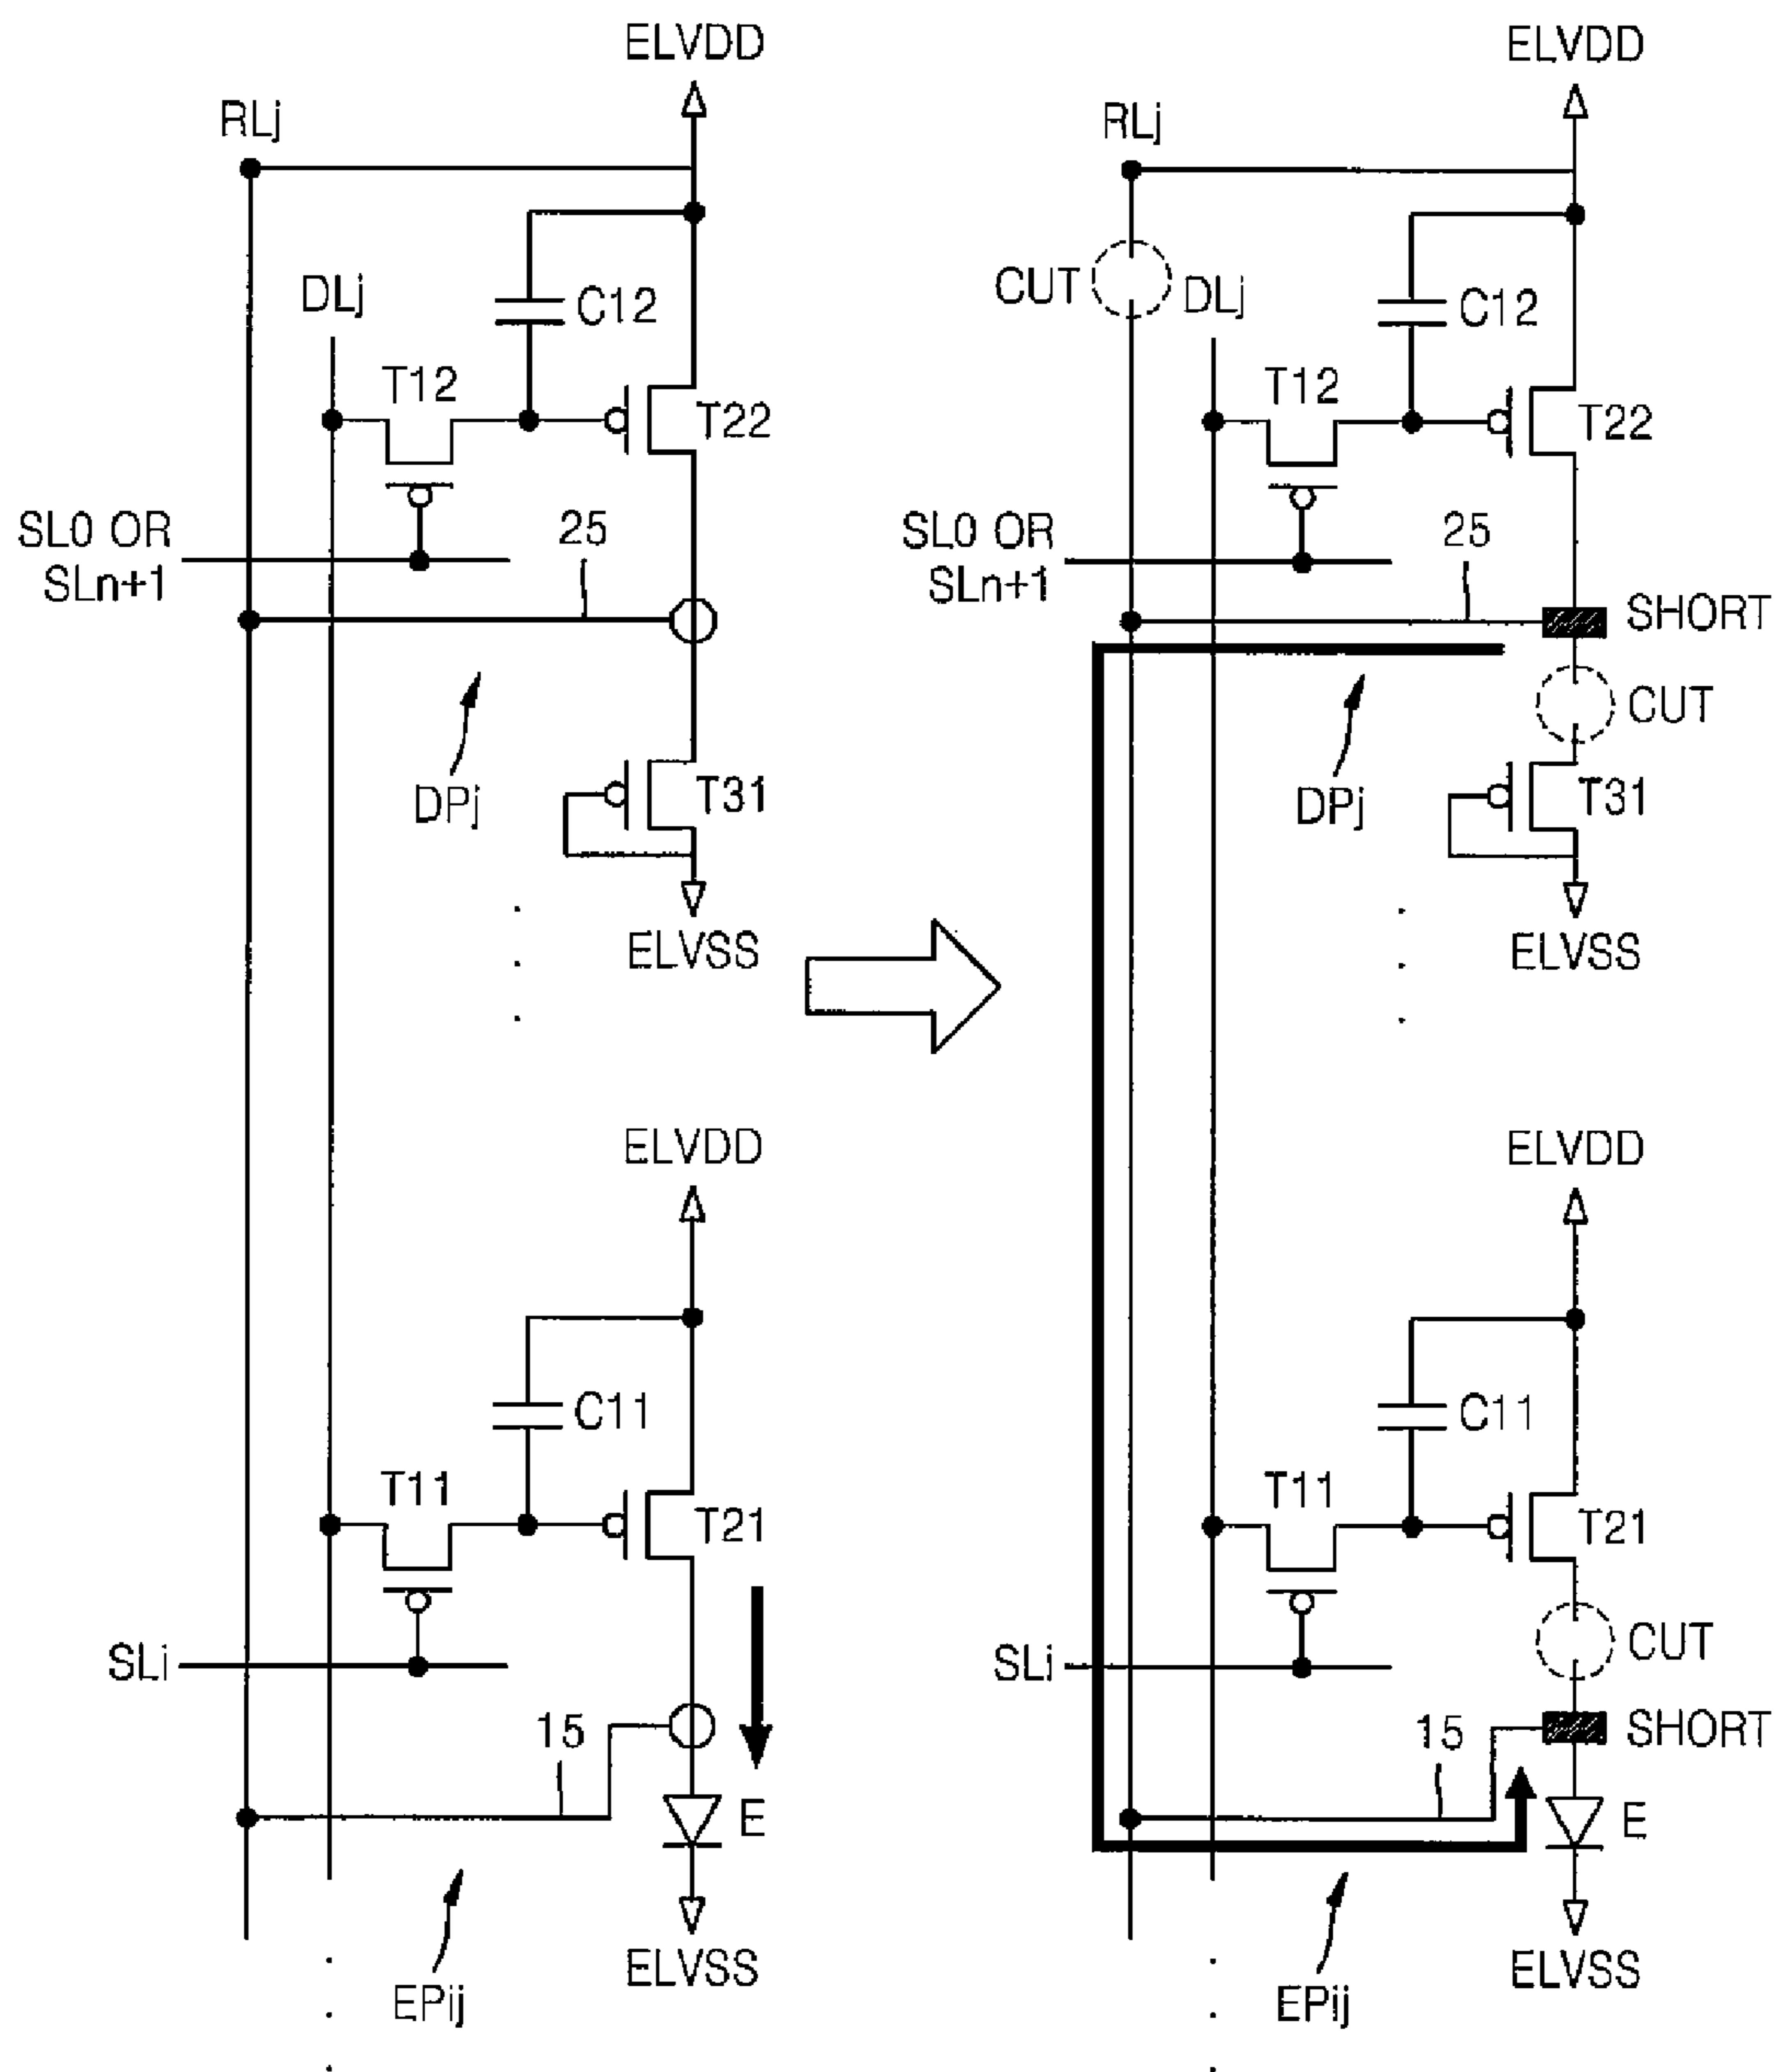 ELVDD
RLj
DLj
C12
T12
T22
SL0 OR
SLn+1
25
DPj
T31
ELVSS
ELVDD
C11
T11
T21
SLi
15
E
EPij
ELVSS
ELVDD
RLj
CUT
DLj
C12
T12
T22
SL0 OR
SLn+1
25
SHORT
CUT
DPj
T31
ELVSS
ELVDD
C11
T11
T21
CUT
SLi
15
SHORT
E
EPij
ELVSS